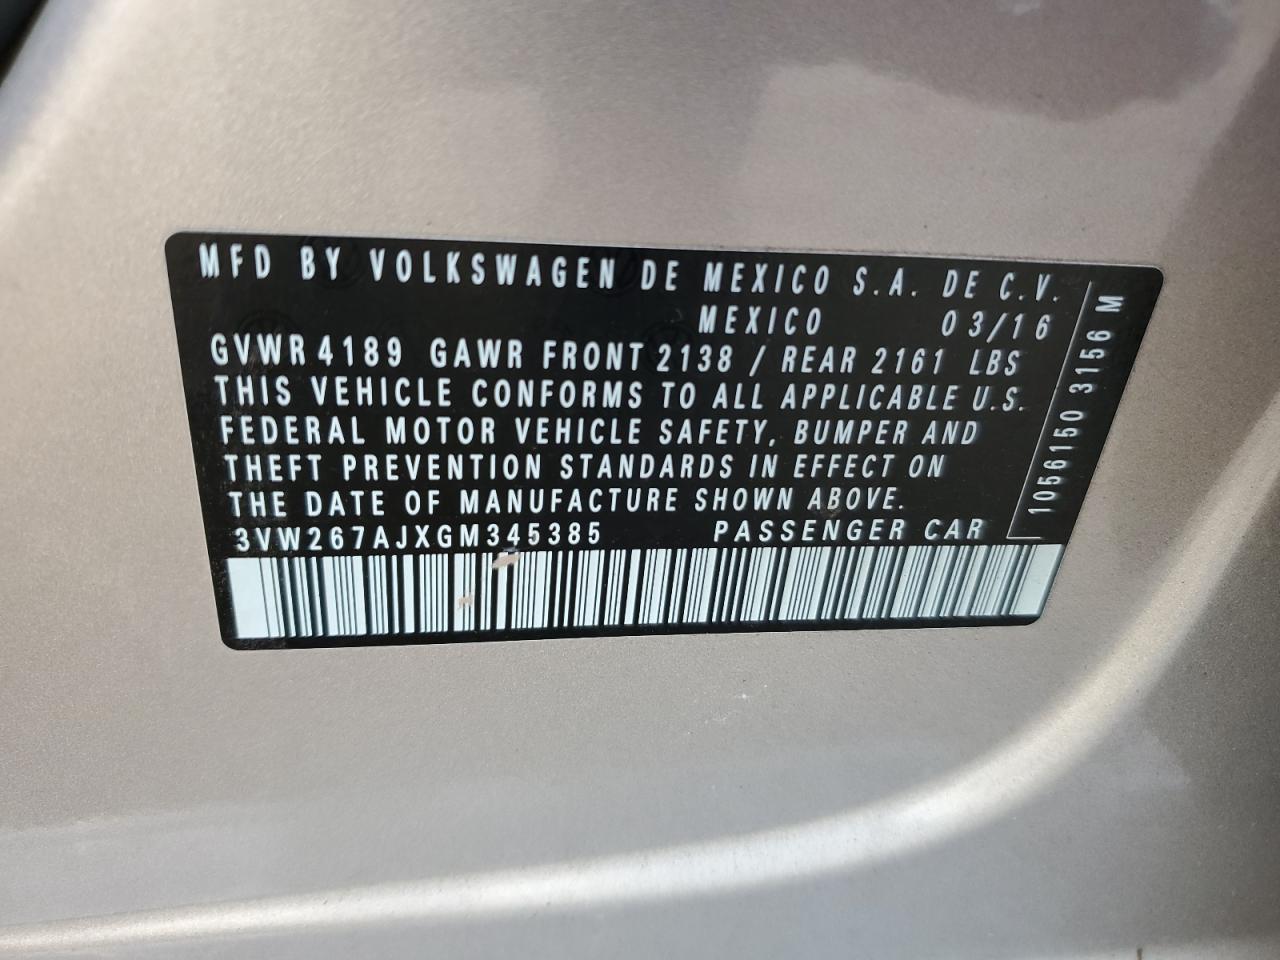 MFD BY VOLKSWAGEN DE MEXICO S.A. DE C.V.
MEXICO 03/16
GVWR 4189 GAWR FRONT 2138 / REAR 2161 LBS
THIS VEHICLE CONFORMS TO ALL APPLICABLE U.S.
FEDERAL MOTOR VEHICLE SAFETY, BUMPER AND
THEFT PREVENTION STANDARDS IN EFFECT ON
THE DATE OF MANUFACTURE SHOWN ABOVE.
3VW267AJXGM345385 PASSENGER CAR
1056150 3156 M